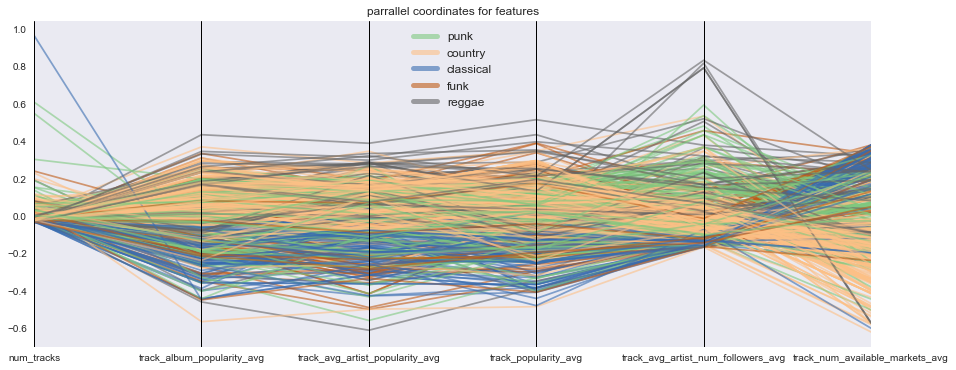 parrallel coordinates for features
1.0
0.8
0.6
0.4
0.2
0.0
−0.2
−0.4
−0.6
punk
country
classical
funk
reggae
num_tracks
track_album_popularity_avg
track_avg_artist_popularity_avg
track_popularity_avg
track_avg_artist_num_followers_avg
track_num_available_markets_avg